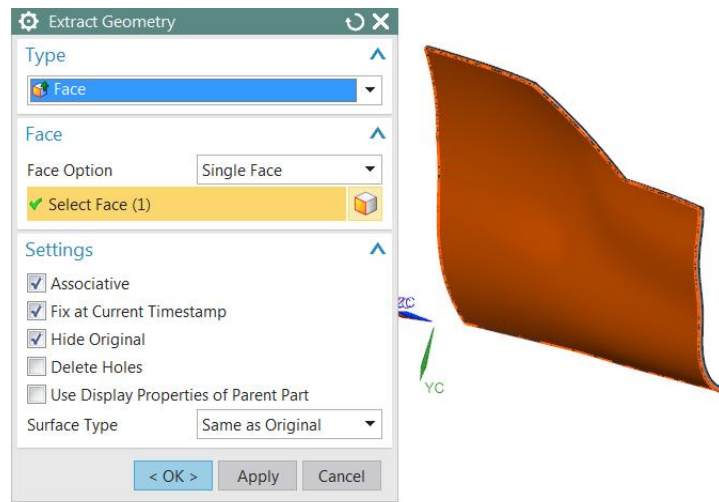 Extract Geometry
Type
Face
Face
Face Option Single Face
Select Face (1)
Settings
Associative
Fix at Current Timestamp
Hide Original
Delete Holes
Use Display Properties of Parent Part
Surface Type Same as Original
< OK > Apply Cancel
ZC
YC